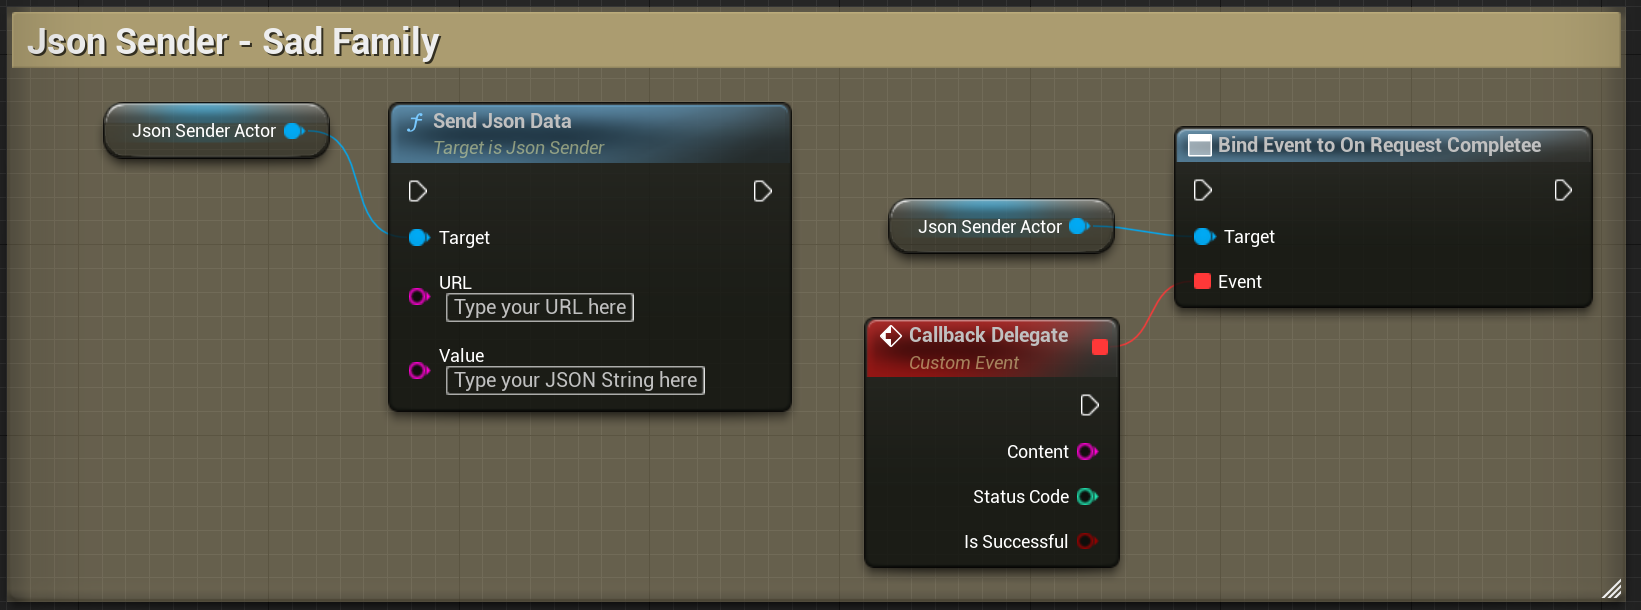 Json Sender - Sad Family
Json Sender Actor
Send Json Data
Target is Json Sender
Target
URL
Type your URL here
Value
Type your JSON String here
Json Sender Actor
Bind Event to On Request Completee
Target
Event
Callback Delegate
Custom Event
Content
Status Code
Is Successful